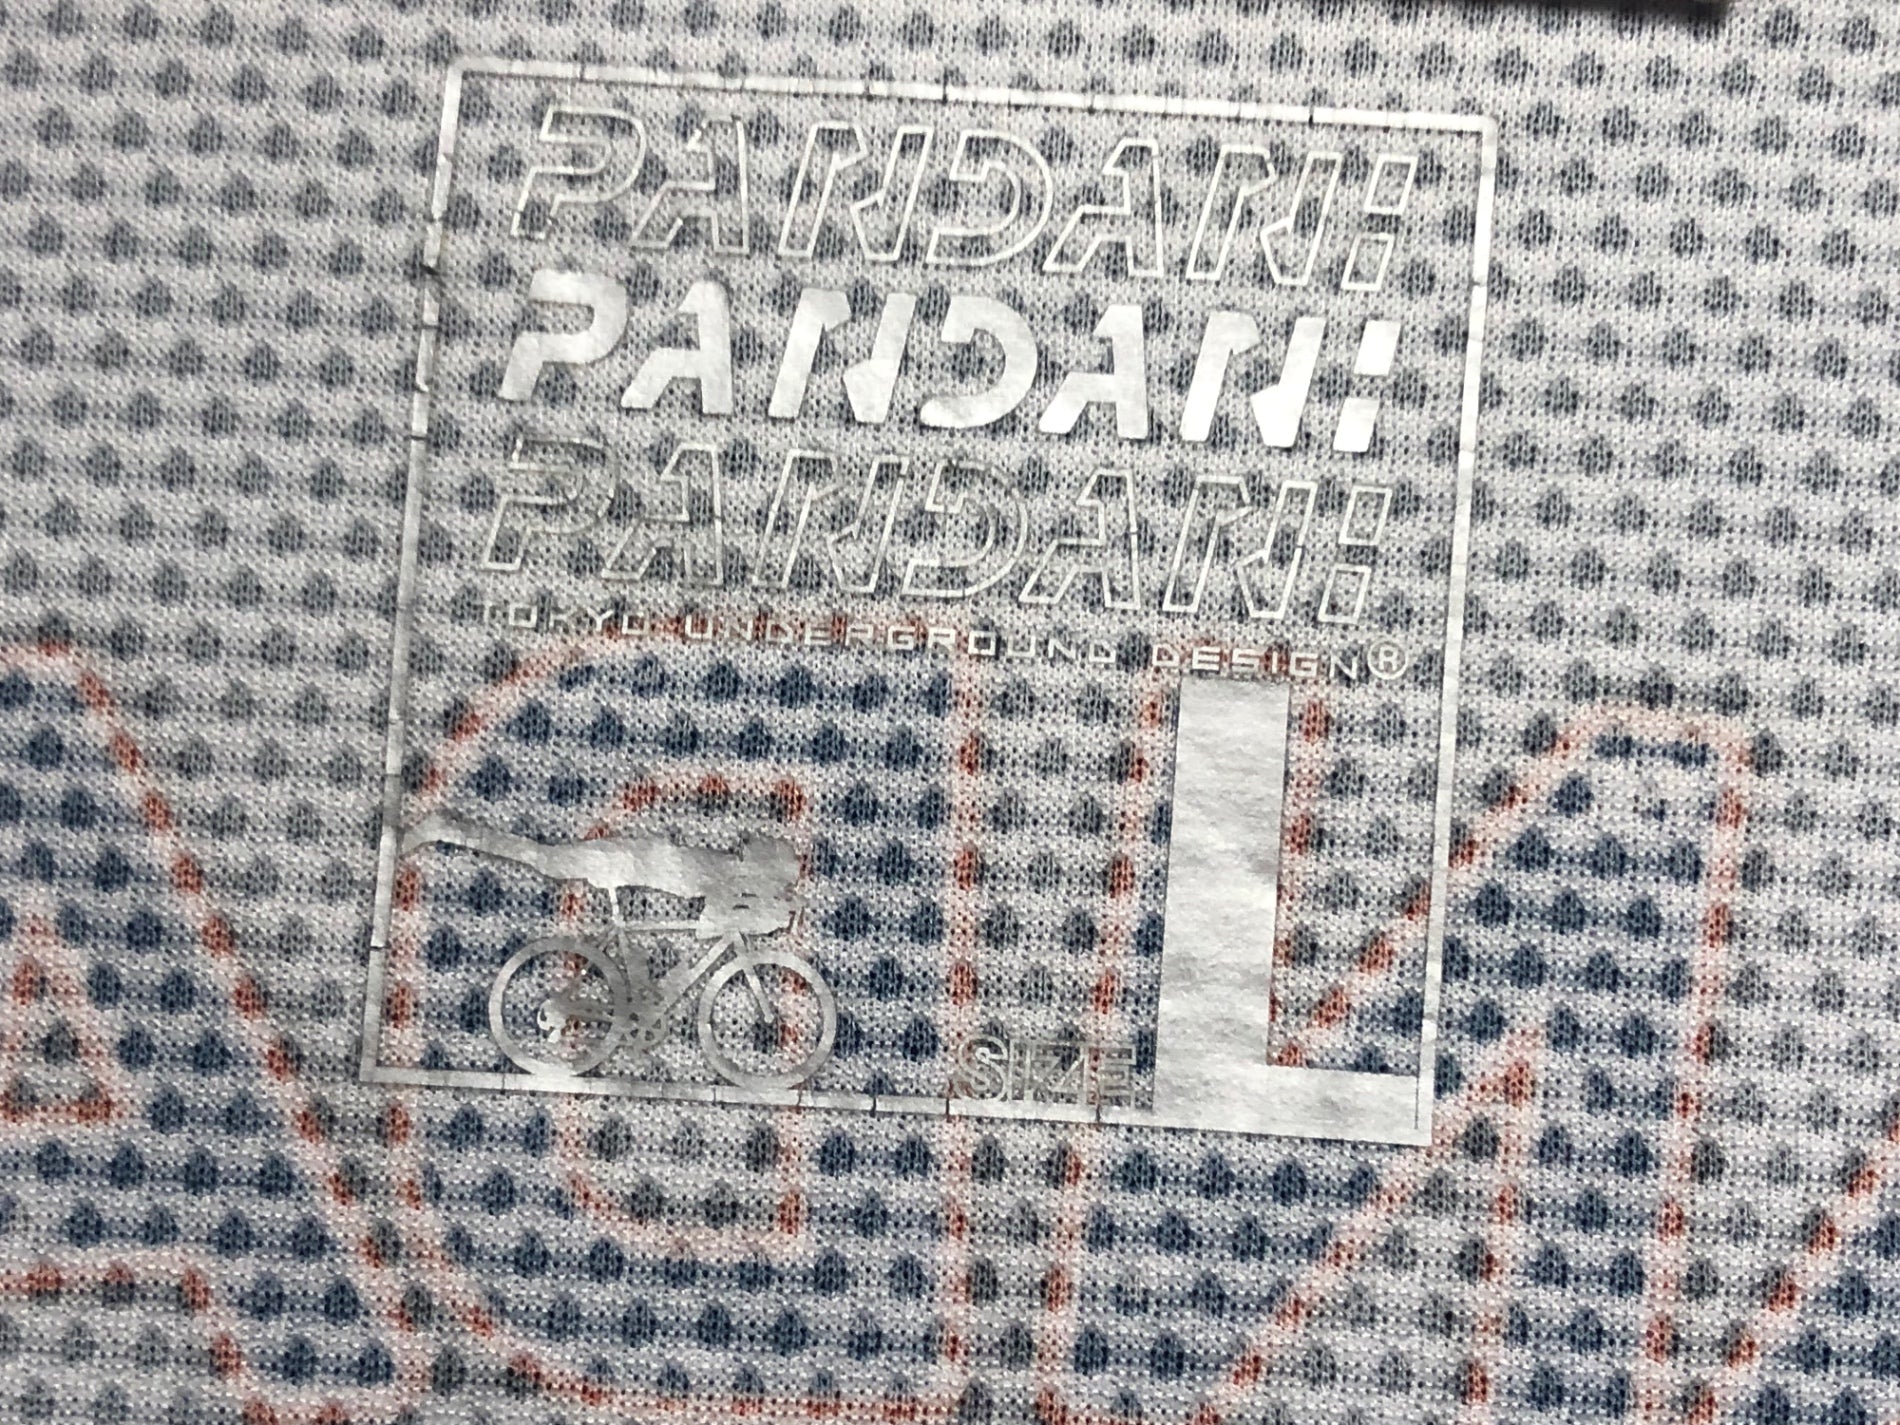 PANDANI
PANDANI
PANDANI
TOKYO UNDERGROUND DESIGN®
SIZE L